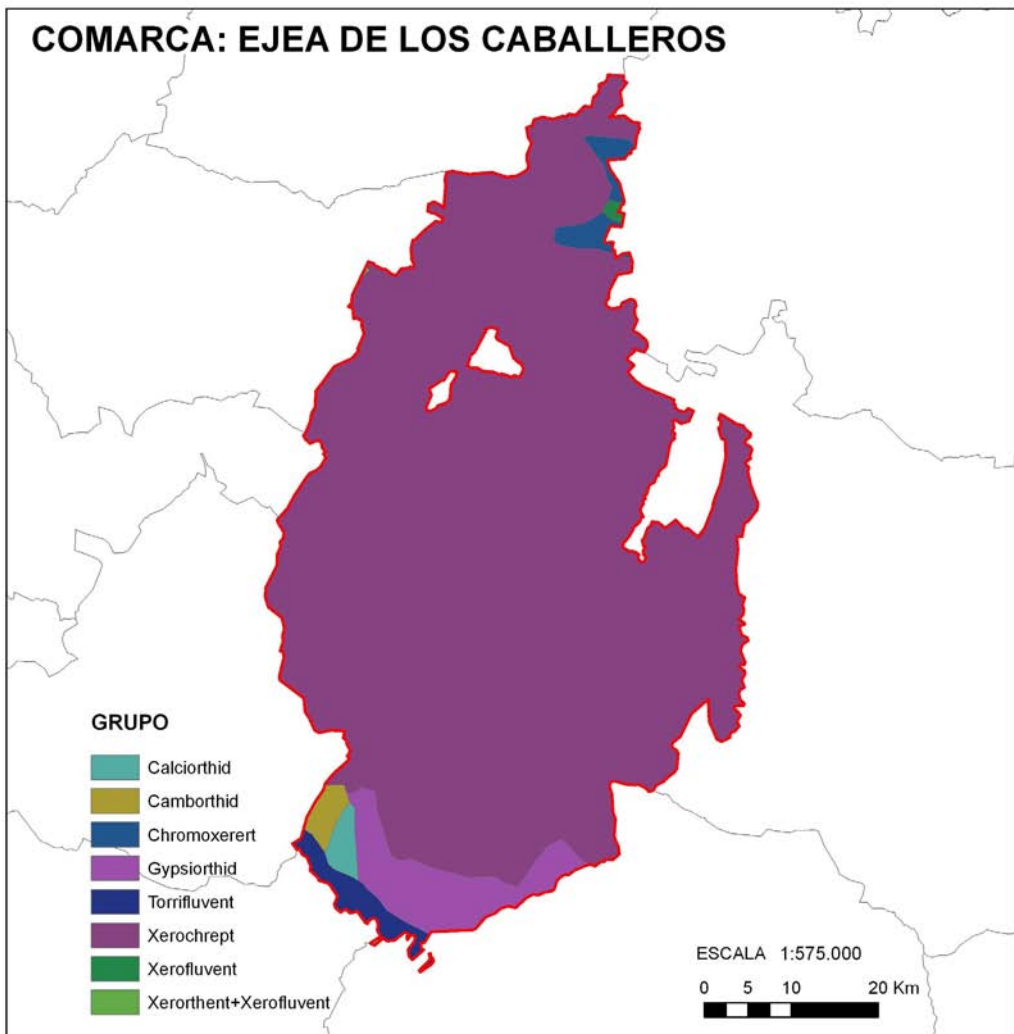 COMARCA: EJEA DE LOS CABALLEROS
GRUPO
Calciorthid
Camborthid
Chromoxerert
Gypsiorthid
Torrifluvent
Xerochrept
Xerofluvent
Xerorthent+Xerofluvent
ESCALA 1:575.000
0 5 10 20 Km